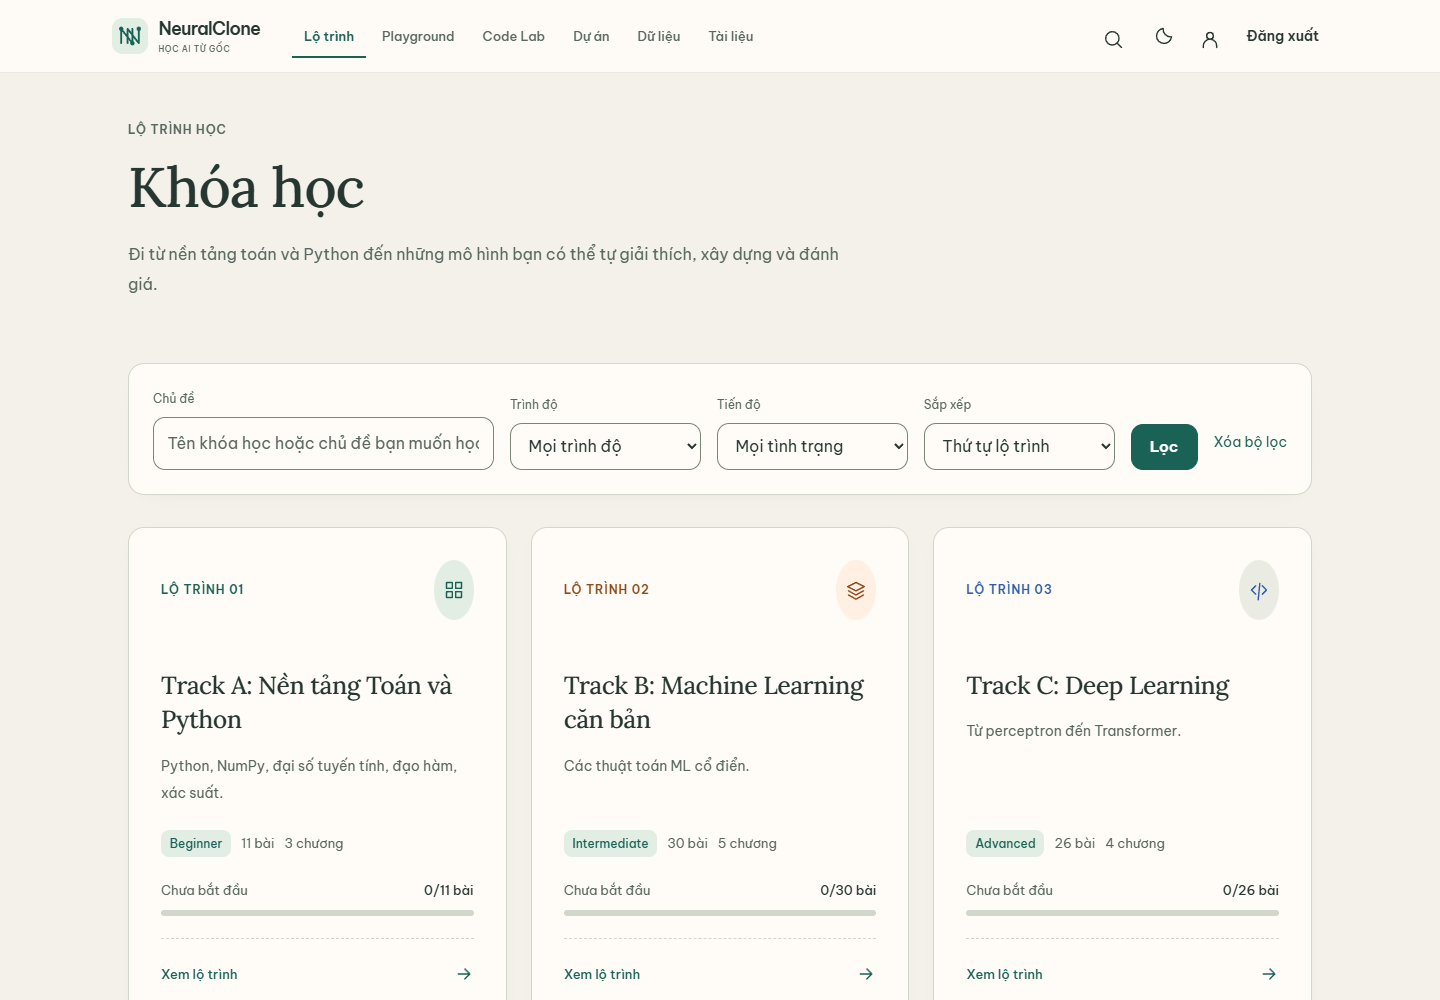 NeuralClone
HỌC AI TỪ GỐC
Lộ trình
Playground
Code Lab
Dự án
Dữ liệu
Tài liệu
Đăng xuất
LỘ TRÌNH HỌC
Khóa học
Đi từ nền tảng toán và Python đến những mô hình bạn có thể tự giải thích, xây dựng và đánh
giá.
Chủ đề
Trình độ
Tiến độ
Sắp xếp
Tên khóa học hoặc chủ đề bạn muốn học
Mọi trình độ
Mọi tình trạng
Thứ tự lộ trình
Lọc
Xóa bộ lọc
LỘ TRÌNH 01
Track A: Nền tảng Toán và
Python
Python, NumPy, đại số tuyến tính, đạo hàm,
xác suất.
Beginner
11 bài
3 chương
Chưa bắt đầu
0/11 bài
Xem lộ trình
LỘ TRÌNH 02
Track B: Machine Learning
căn bản
Các thuật toán ML cổ điển.
Intermediate
30 bài
5 chương
Chưa bắt đầu
0/30 bài
Xem lộ trình
LỘ TRÌNH 03
Track C: Deep Learning
Từ perceptron đến Transformer.
Advanced
26 bài
4 chương
Chưa bắt đầu
0/26 bài
Xem lộ trình